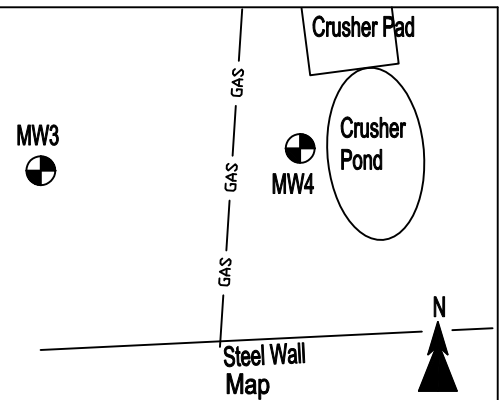 Crusher Pad
GAS
MW3
Crusher
Pond
GAS
MW4
GAS
N
Steel Wall
Map